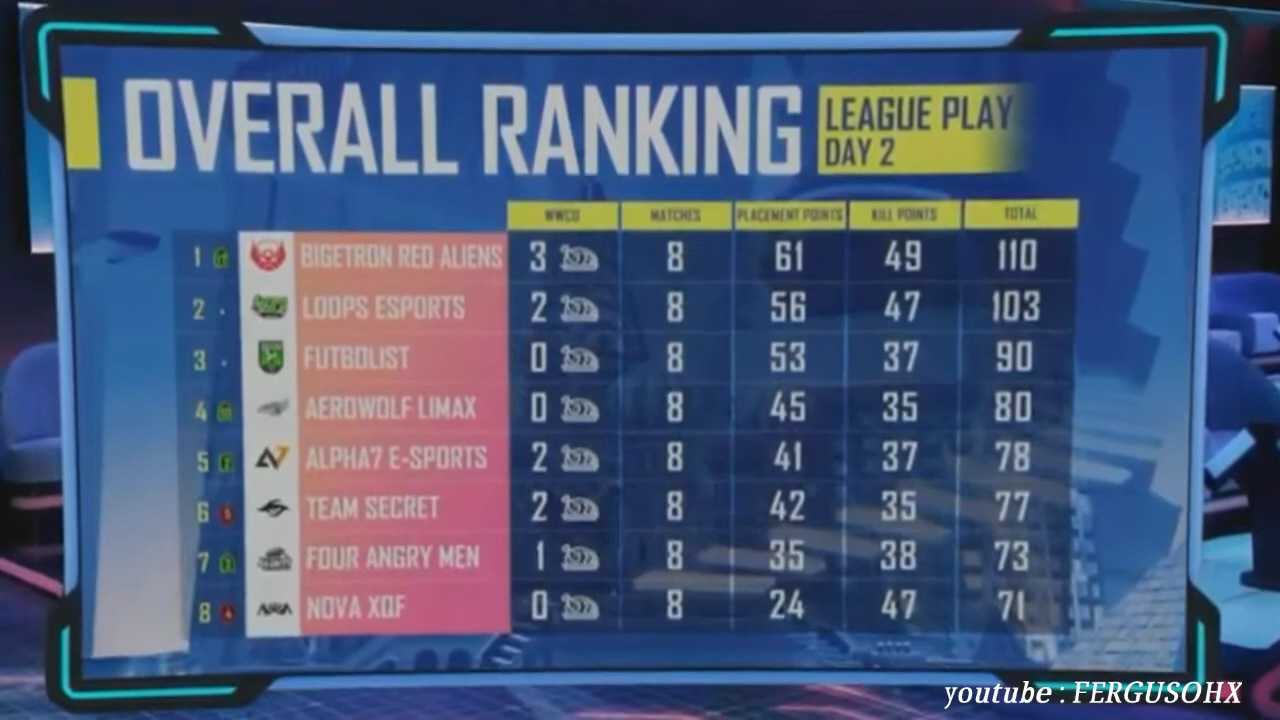 OVERALL RANKING
LEAGUE PLAY
DAY 2
WWCD MATCHES PLACEMENT POINTS KILL POINTS TOTAL
1 BIGETRON RED ALIENS 3 8 61 49 110
2 LOOPS ESPORTS 2 8 56 47 103
3 FUTBOLIST 0 8 53 37 90
4 AEROWOLF LIMAX 0 8 45 35 80
5 ALPHA7 E-SPORTS 2 8 41 37 78
6 TEAM SECRET 2 8 42 35 77
7 FOUR ANGRY MEN 1 8 35 38 73
8 NOVA XQF 0 8 24 47 71
youtube : FERGUSOHX